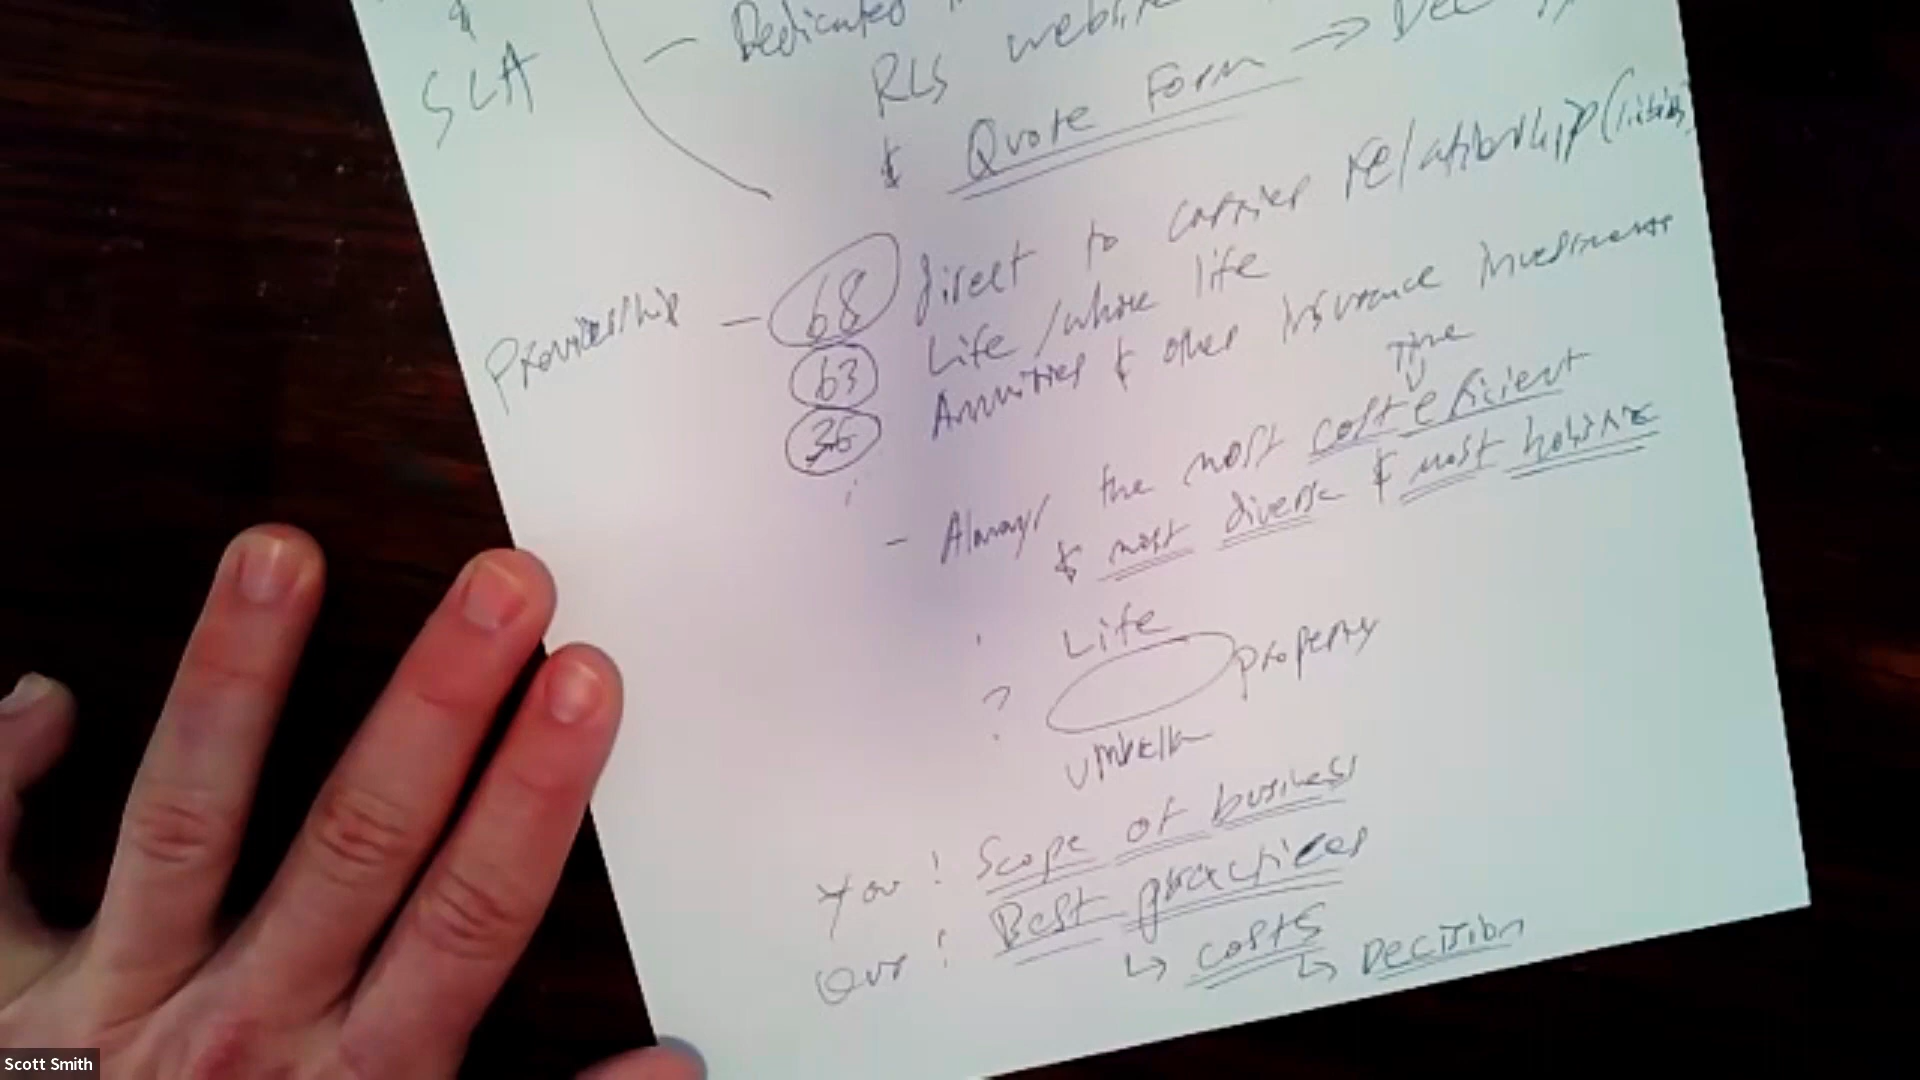 &
SLA
- Dedicated
RLS website
& Quote Form → Dec
Providership - 68 direct to carrier relationship (
63 Life/whole life
36 Annuities & other insurance investments
Time
- Always the most cost efficient
& most diverse & most
Life
? property
umbrella
You: Scope of business
Our: Best practices
↳ costs
↳ Decision
Scott Smith